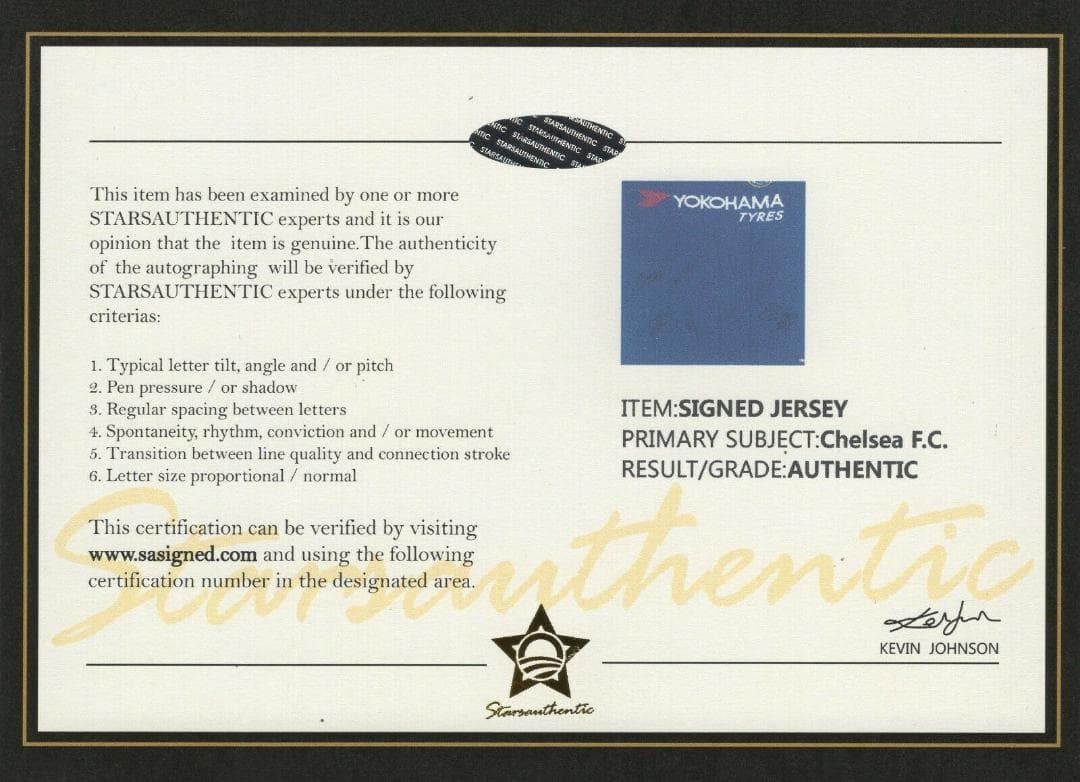 STARSAUTHENTIC STARSAUTHENTIC STARSAUTHENTIC
This item has been examined by one or more
STARSAUTHENTIC experts and it is our
opinion that the item is genuine.The authenticity
of the autographing will be verified by
STARSAUTHENTIC experts under the following
criterias:
1. Typical letter tilt, angle and / or pitch
2. Pen pressure / or shadow
3. Regular spacing between letters
4. Spontaneity, rhythm, conviction and / or movement
5. Transition between line quality and connection stroke
6. Letter size proportional / normal
This certification can be verified by visiting
www.sasigned.com and using the following
certification number in the designated area.
YOKOHAMA
TYRES
ITEM:SIGNED JERSEY
PRIMARY SUBJECT:Chelsea F.C.
RESULT/GRADE:AUTHENTIC
Starsauthentic
KEVIN JOHNSON
Starsauthentic